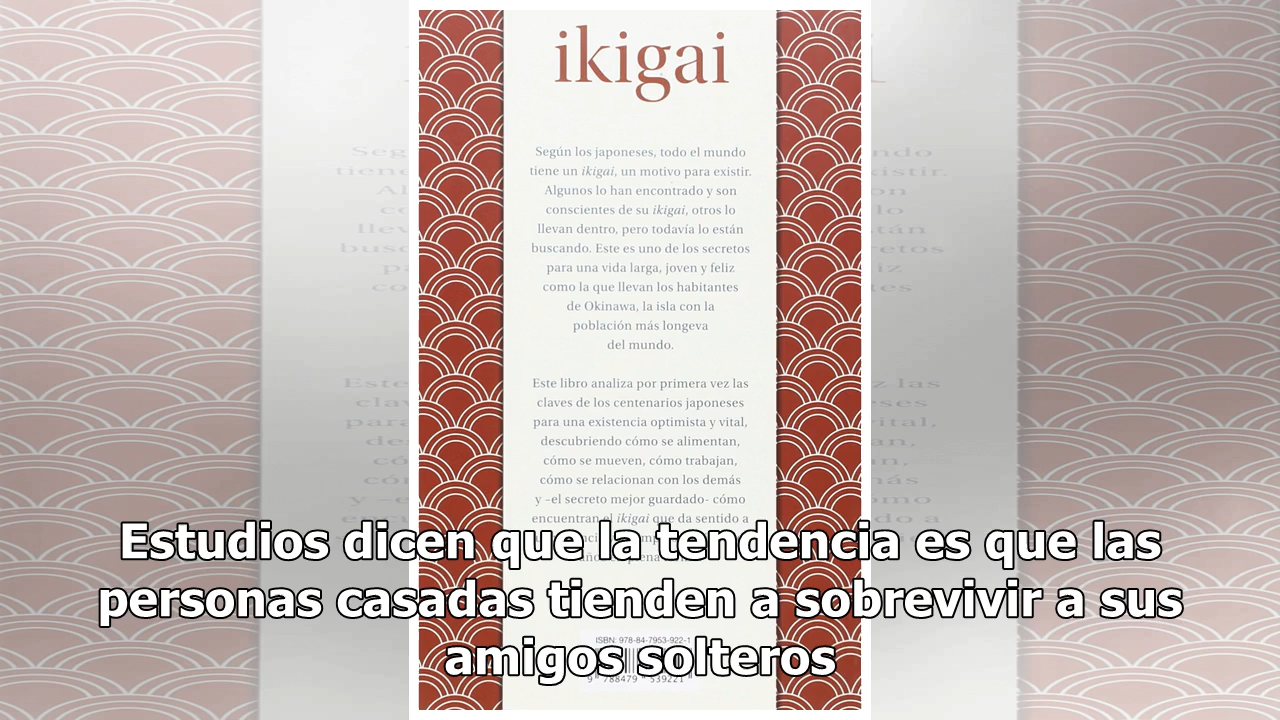 ikigai
Según los japoneses, todo el mundo
tiene un ikigai, un motivo para existir.
Algunos lo han encontrado y son
conscientes de su ikigai, otros lo
llevan dentro, pero todavía lo están
buscando. Este es uno de los secretos
para una vida larga, joven y feliz
como la que llevan los habitantes
de Okinawa, la isla con la
población más longeva
del mundo.
Este libro analiza por primera vez las
claves de los centenarios japoneses
para una existencia optimista y vital,
descubriendo cómo se alimentan,
cómo se mueven, cómo trabajan,
cómo se relacionan con los demás
y –el secreto mejor guardado- cómo
encuentran el ikigai que da sentido a
Estudios dicen que la tendencia es que las
personas casadas tienden a sobrevivir a sus
amigos solteros
ISBN: 978-84-7953-922-1
9 788479 539221